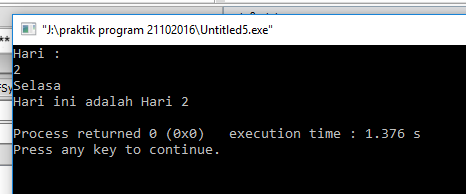 "J:\praktik program 21102016\Untitled5.exe"
**
Hari :
2
Selasa
fSy
Hari ini adalah Hari 2
Process returned 0 (0x0)   execution time : 1.376 s
Press any key to continue.